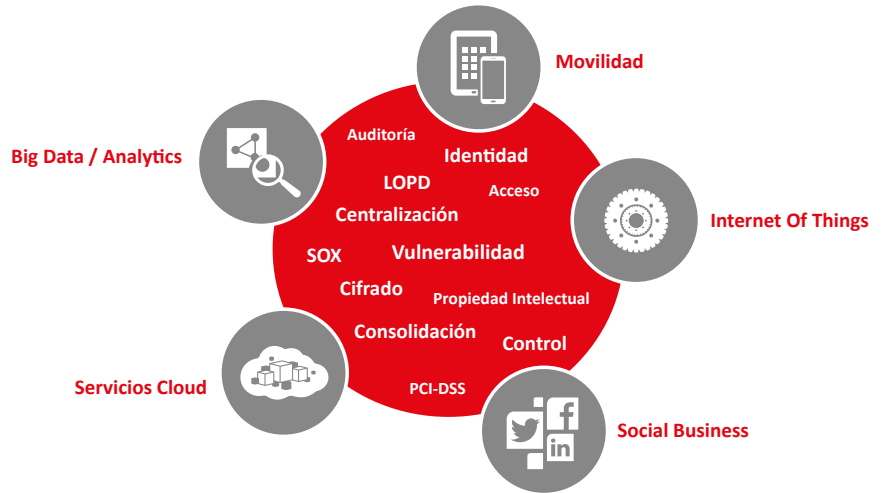 Movilidad
Auditoría
Identidad
Big Data / Analytics
LOPD
Acceso
Centralización
Internet Of Things
SOX
Vulnerabilidad
Cifrado
Propiedad Intelectual
Consolidación
Control
Servicios Cloud
PCI-DSS
f
in
Social Business